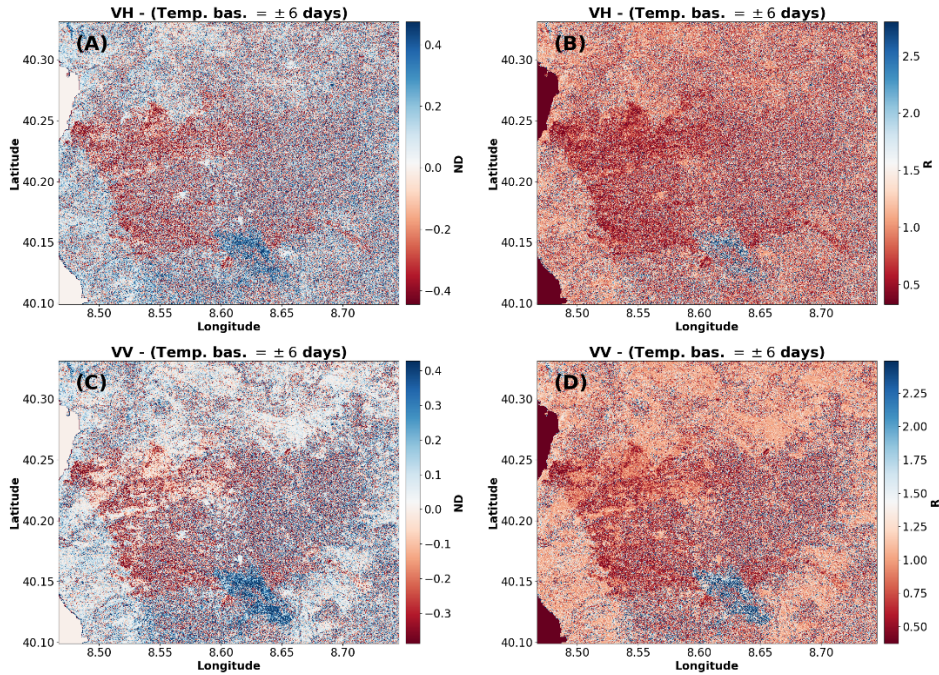 VH - (Temp. bas. = ± 6 days)
(A)
40.30
40.25
40.20
40.15
40.10
Latitude
8.50 8.55 8.60 8.65 8.70
Longitude
0.4
0.2
0.0
−0.2
−0.4
ND
VH - (Temp. bas. = ± 6 days)
(B)
40.30
40.25
40.20
40.15
40.10
Latitude
8.50 8.55 8.60 8.65 8.70
Longitude
2.5
2.0
1.5
1.0
0.5
R
VV - (Temp. bas. = ± 6 days)
(C)
40.30
40.25
40.20
40.15
40.10
Latitude
8.50 8.55 8.60 8.65 8.70
Longitude
0.4
0.3
0.2
0.1
0.0
−0.1
−0.2
−0.3
ND
VV - (Temp. bas. = ± 6 days)
(D)
40.30
40.25
40.20
40.15
40.10
Latitude
8.50 8.55 8.60 8.65 8.70
Longitude
2.25
2.00
1.75
1.50
1.25
1.00
0.75
0.50
R